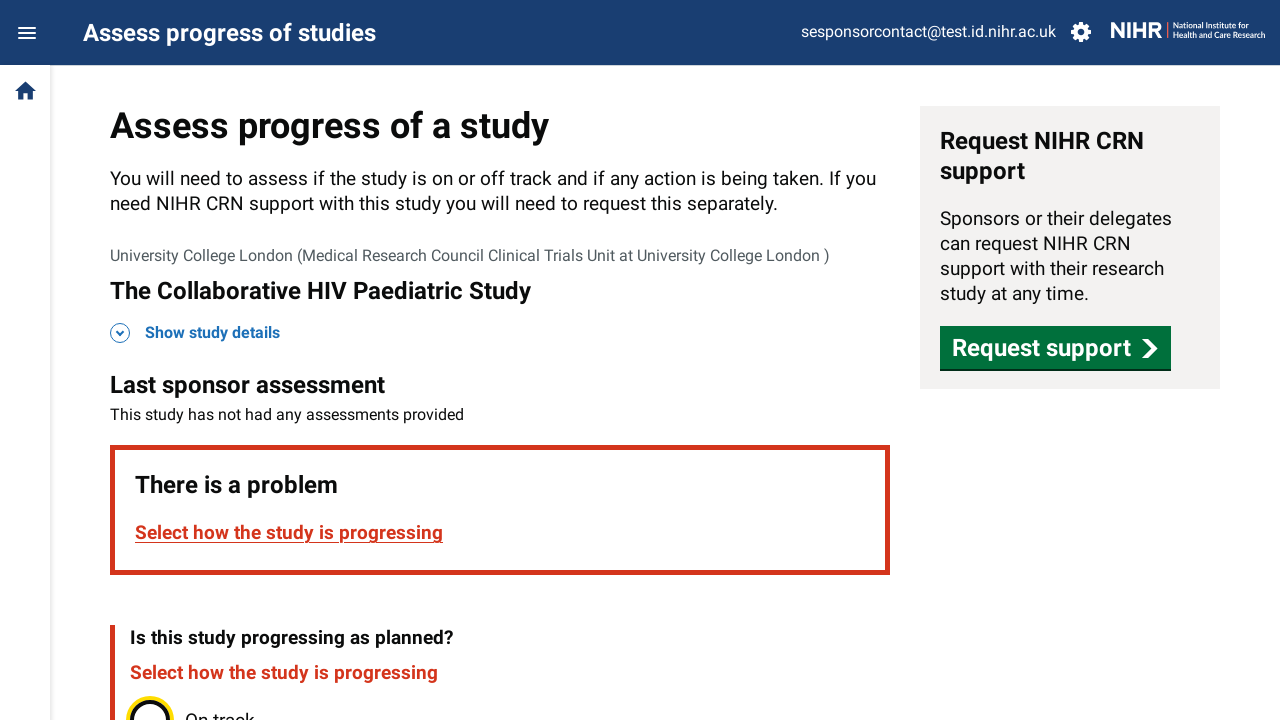 Assess progress of studies
sesponsorcontact@test.id.nihr.ac.uk
NIHR
National Institute for
Health and Care Research
Assess progress of a study
You will need to assess if the study is on or off track and if any action is being taken. If you
need NIHR CRN support with this study you will need to request this separately.
University College London (Medical Research Council Clinical Trials Unit at University College London )
The Collaborative HIV Paediatric Study
Show study details
Last sponsor assessment
This study has not had any assessments provided
There is a problem
Select how the study is progressing
Is this study progressing as planned?
Select how the study is progressing
On track
Request NIHR CRN
support
Sponsors or their delegates
can request NIHR CRN
support with their research
study at any time.
Request support